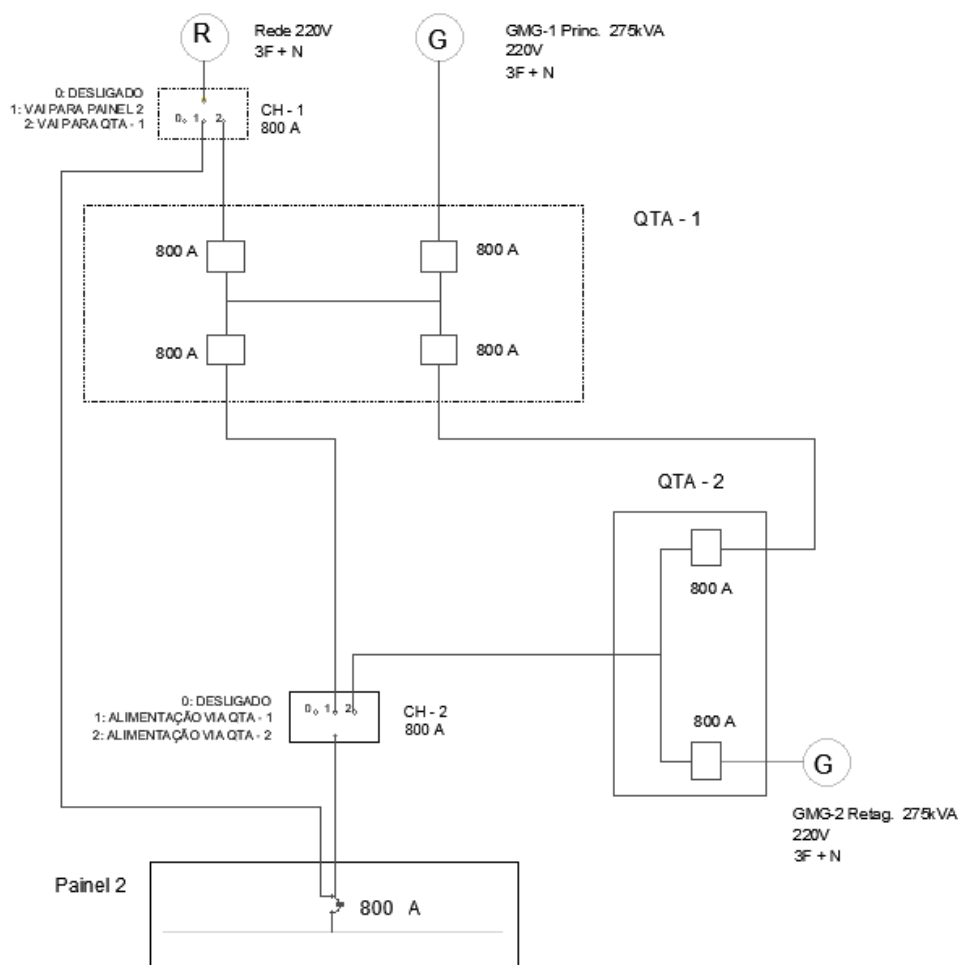 R
Rede 220V
3F + N
G
GMG-1 Princ. 275kVA
220V
3F + N
0: DESLIGADO
1: VAI PARA PAINEL 2
2: VAI PARA QTA - 1
0 1 2
CH - 1
800 A
QTA - 1
800 A
800 A
800 A
800 A
QTA - 2
800 A
0: DESLIGADO
1: ALIMENTAÇÃO VIA QTA - 1
2: ALIMENTAÇÃO VIA QTA - 2
0 1 2
CH - 2
800 A
800 A
G
GMG-2 Retag. 275kVA
220V
3F + N
Painel 2
800 A